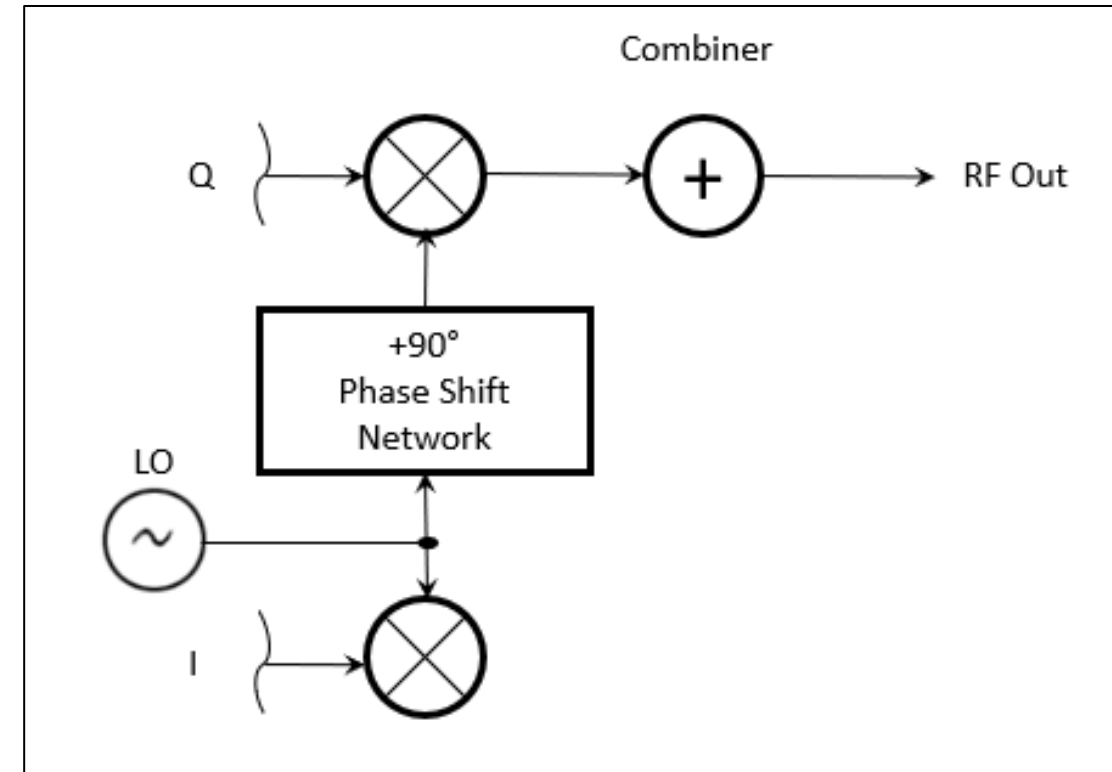 Combiner
Q
+
RF Out
+90°
Phase Shift
Network
LO
~
I